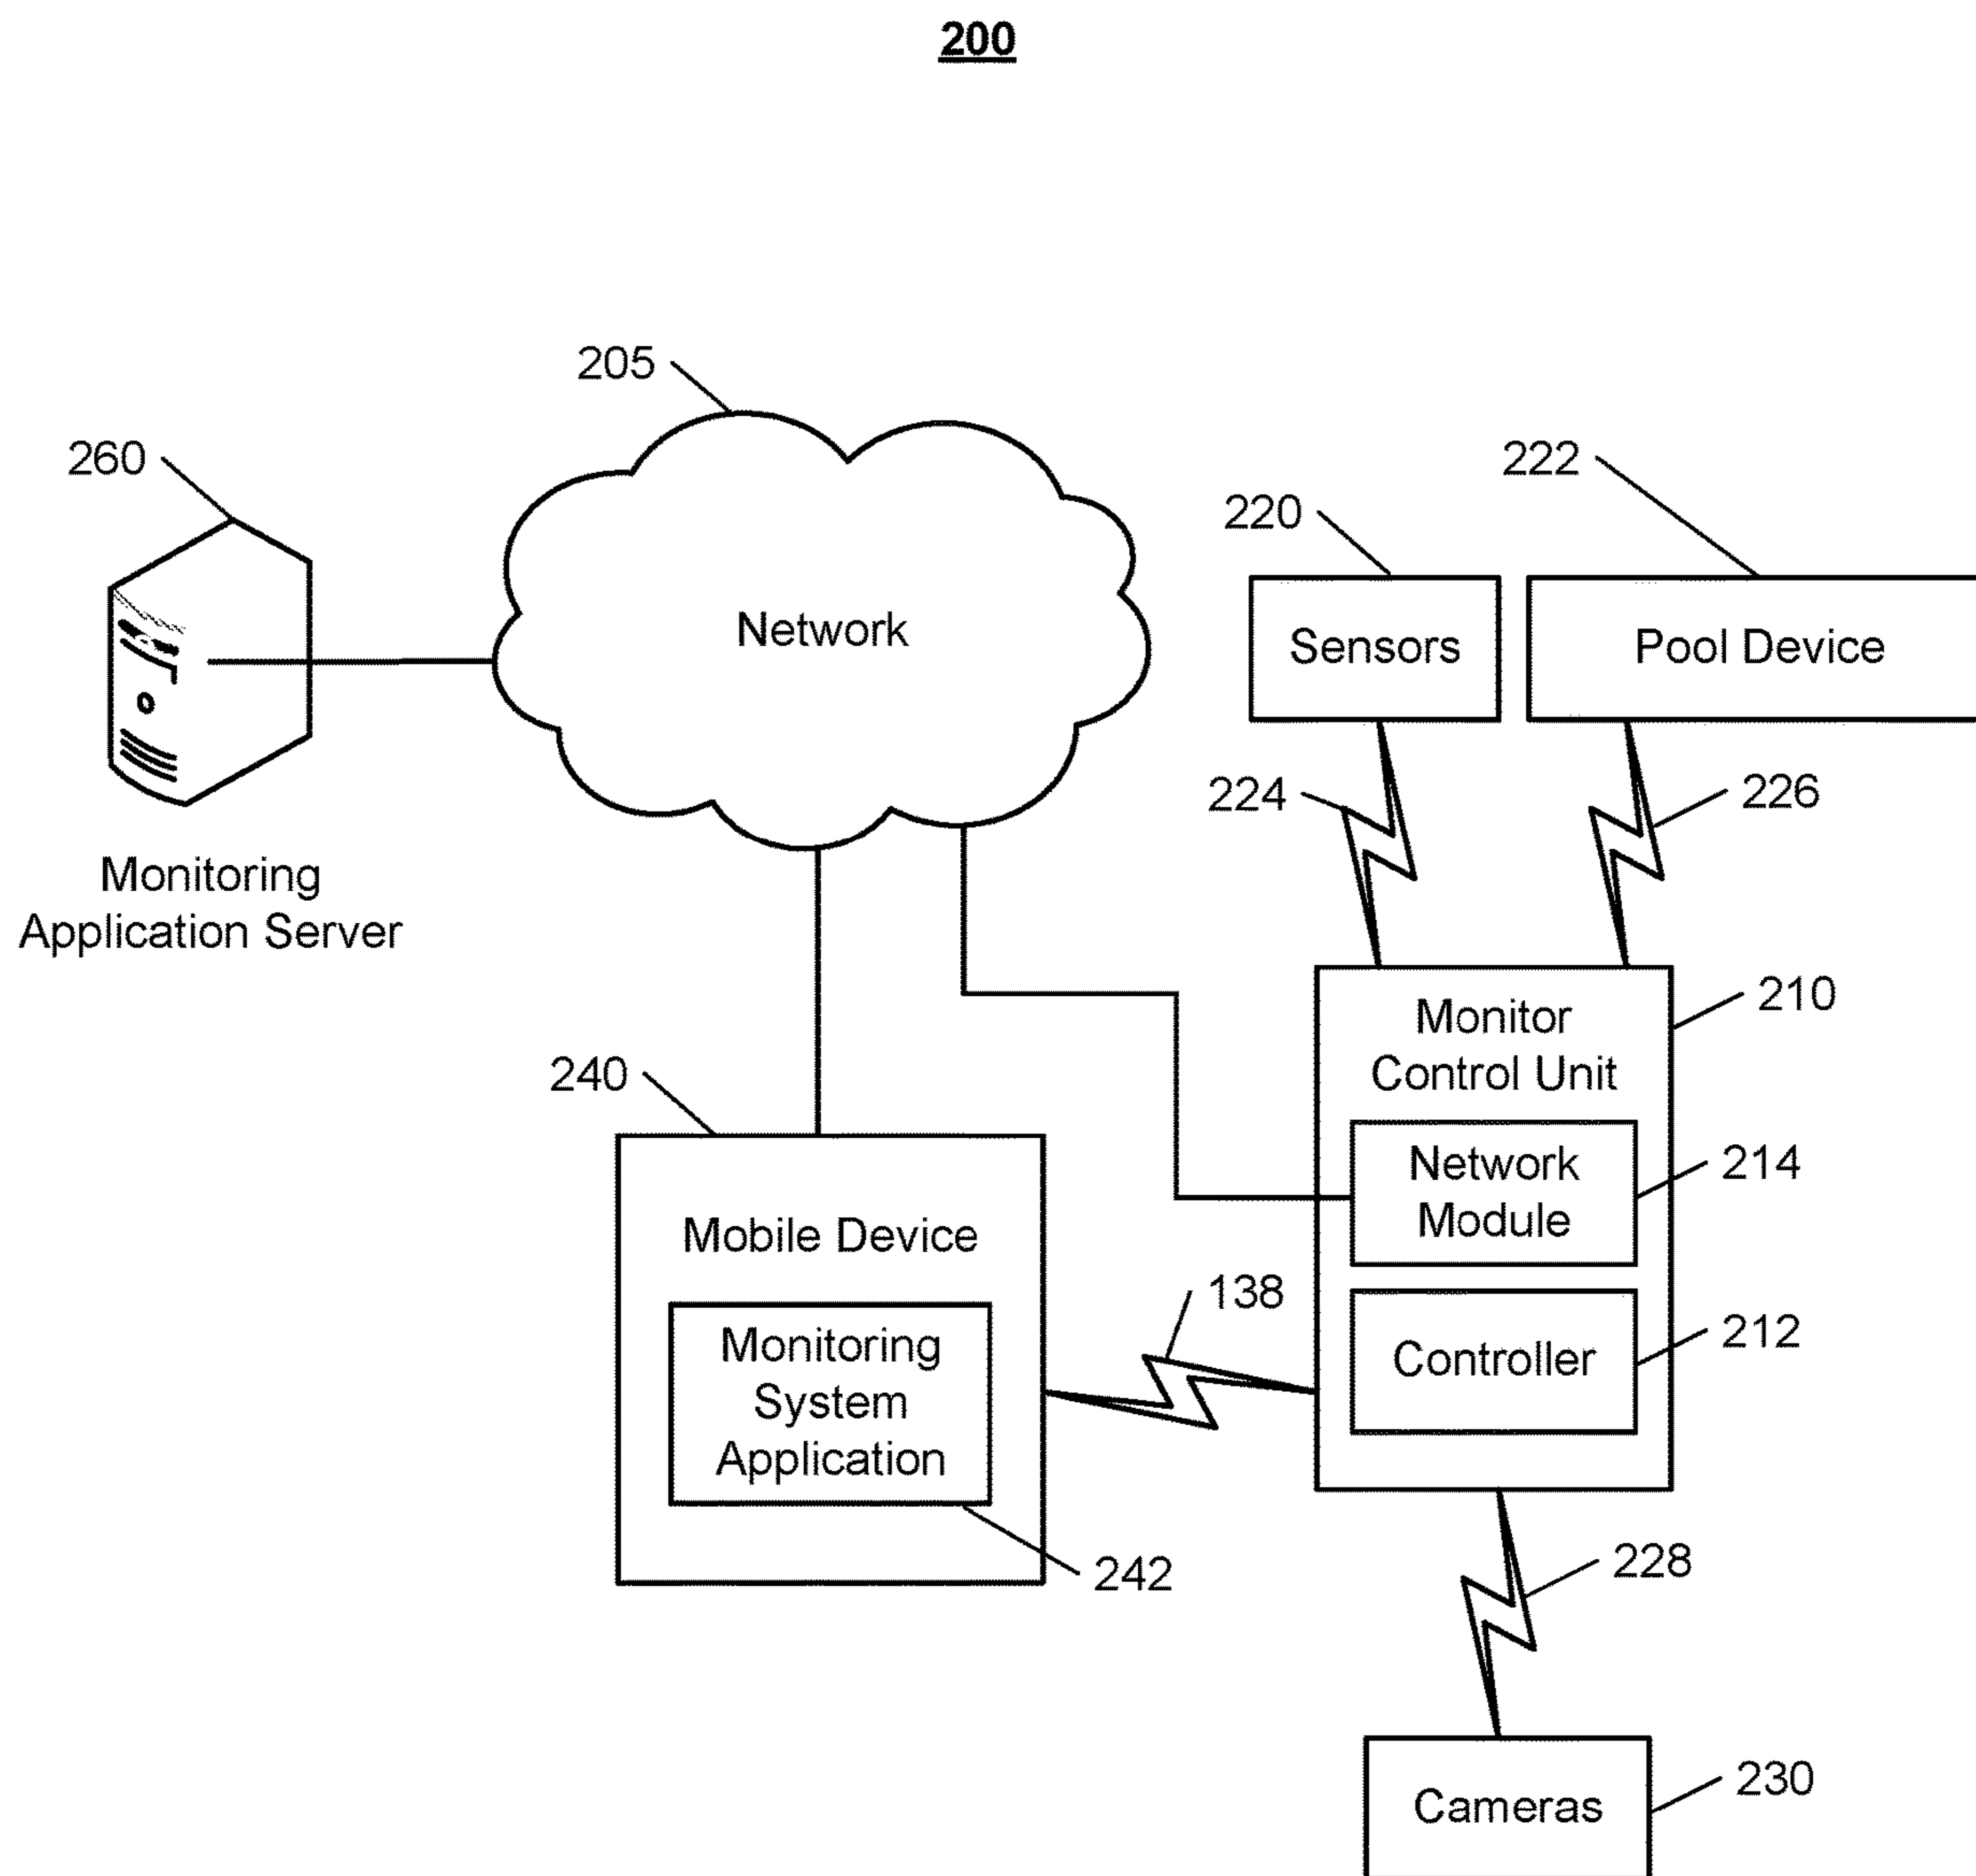 200
205
260
222
220
Network
Sensors
Pool Device
224
226
Monitoring
Application Server
210
Monitor
Control Unit
240
Network
Module
214
Mobile Device
138
Controller
212
Monitoring
System
Application
242
228
Cameras
230